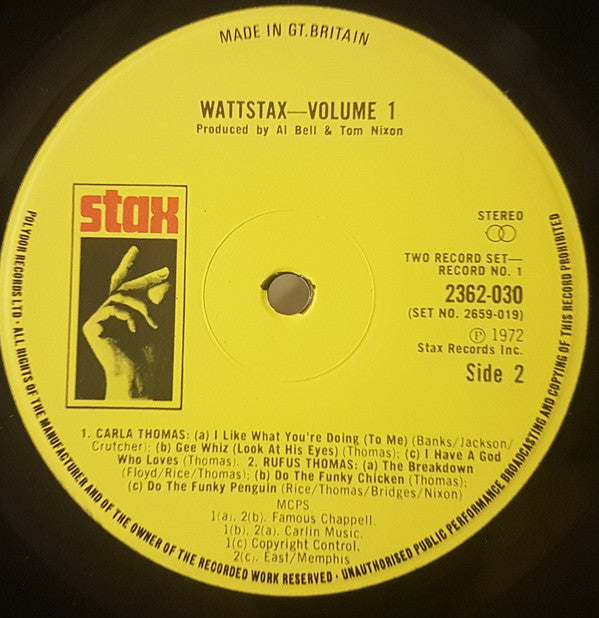 MADE IN GT. BRITAIN
WATTSTAX—VOLUME 1
Produced by Al Bell & Tom Nixon
stax
STEREO
TWO RECORD SET—
RECORD NO. 1
2362-030
(SET NO. 2659-019)
Ⓟ 1972
Stax Records Inc.
Side 2
1. CARLA THOMAS: (a) I Like What You're Doing (To Me) (Banks/Jackson/
Crutcher); (b) Gee Whiz (Look At His Eyes) (Thomas); (c) I Have A God
Who Loves (Thomas). 2. RUFUS THOMAS: (a) The Breakdown
(Floyd/Rice/Thomas); (b) Do The Funky Chicken (Thomas);
(c) Do The Funky Penguin (Rice/Thomas/Bridges/Nixon)
MCPS
1(a), 2(b). Famous Chappell.
1(b), 2(a). Carlin Music.
1(c) Copyright Control.
2(c). East/Memphis
POLYDOR RECORDS LTD · ALL RIGHTS OF THE MANUFACTURER AND OF THE OWNER OF THE RECORDED WORK RESERVED · UNAUTHORISED PUBLIC PERFORMANCE BROADCASTING AND COPYING OF THIS RECORD PROHIBITED